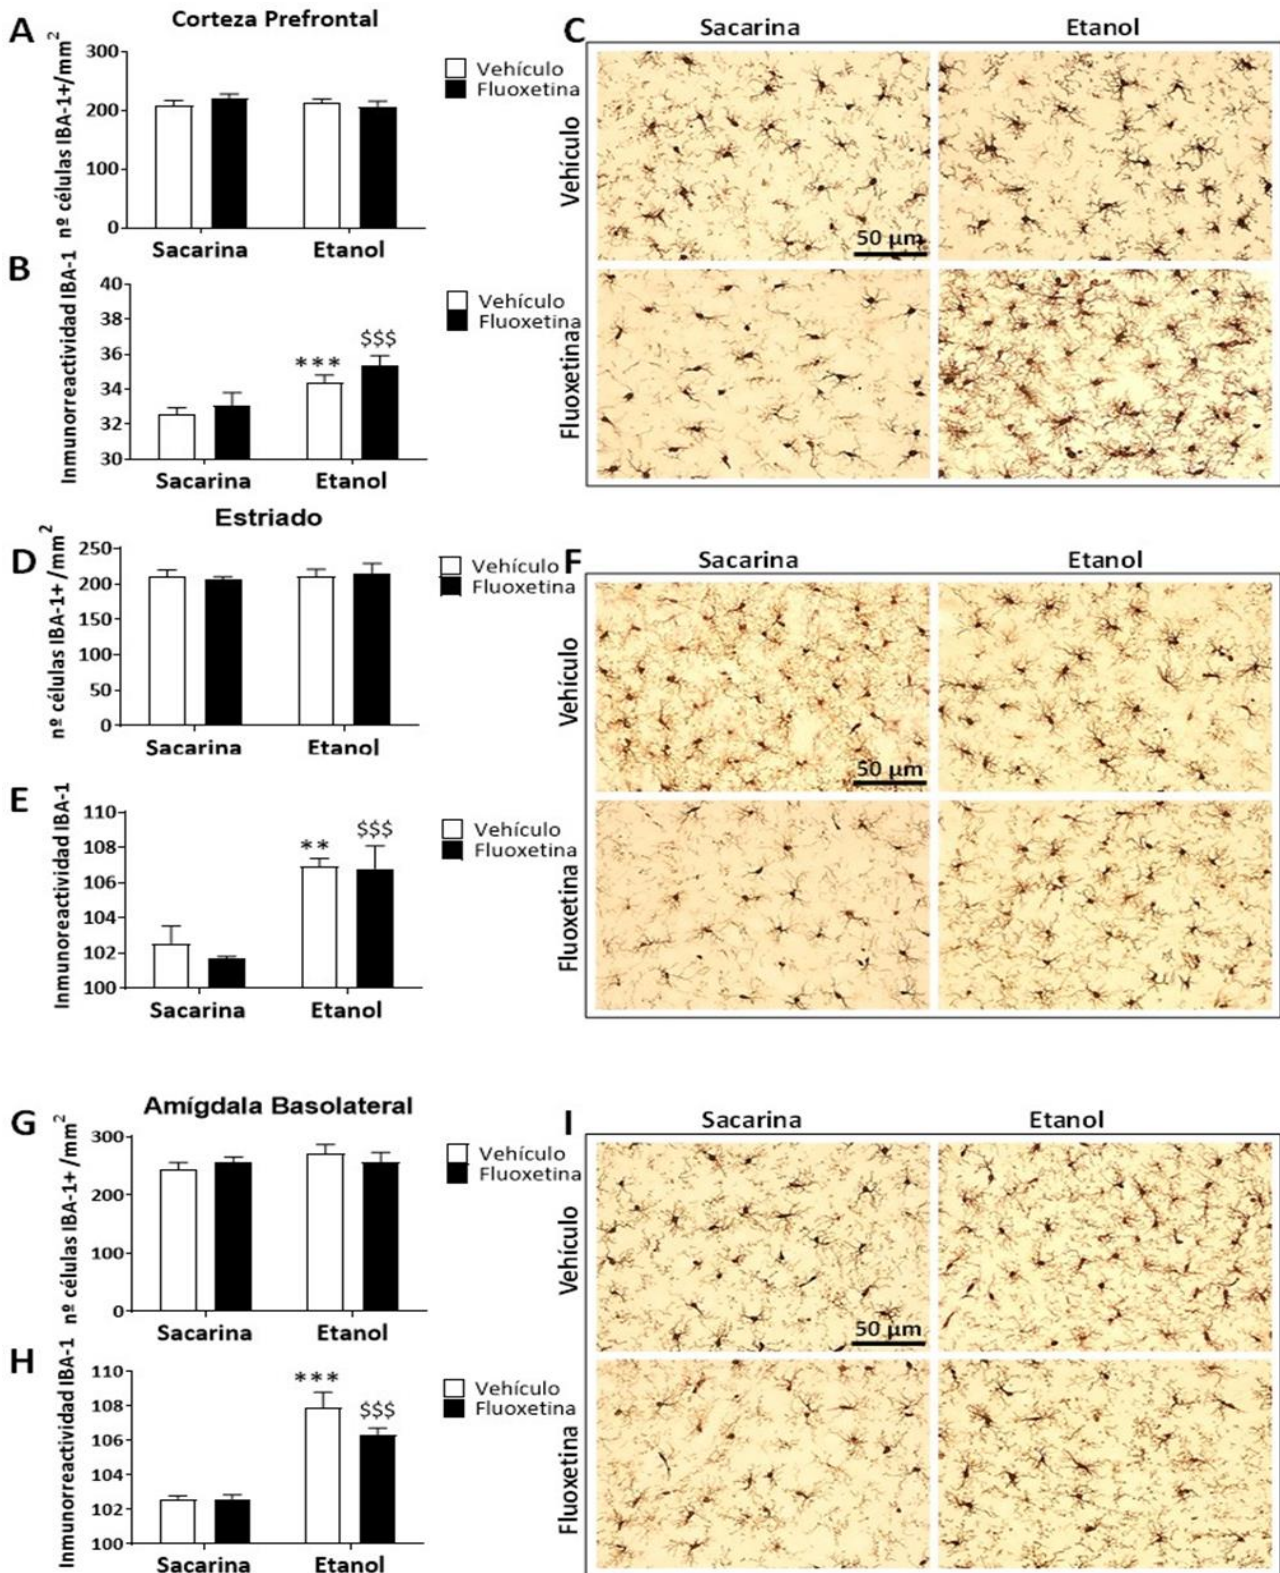 A
Corteza Prefrontal
nº células IBA-1+/mm2
300
200
100
0
Vehículo
Fluoxetina
Sacarina
Etanol
B
Inmunorreactividad IBA-1
40
38
36
34
32
30
***
$$$
Vehículo
Fluoxetina
Sacarina
Etanol
C
Sacarina
Etanol
Vehículo
50 µm
Fluoxetina
Estriado
D
nº células IBA-1+/mm2
250
200
150
100
50
0
Vehículo
Fluoxetina
Sacarina
Etanol
E
Inmunoreactividad IBA-1
110
108
106
104
102
100
**
$$$
Vehículo
Fluoxetina
Sacarina
Etanol
F
Sacarina
Etanol
Vehículo
50 µm
Fluoxetina
Amígdala Basolateral
G
nº células IBA-1+/mm2
300
200
100
0
Vehículo
Fluoxetina
Sacarina
Etanol
H
Inmunorreactividad IBA-1
110
108
106
104
102
100
***
$$$
Vehículo
Fluoxetina
Sacarina
Etanol
I
Sacarina
Etanol
Vehículo
50 µm
Fluoxetina